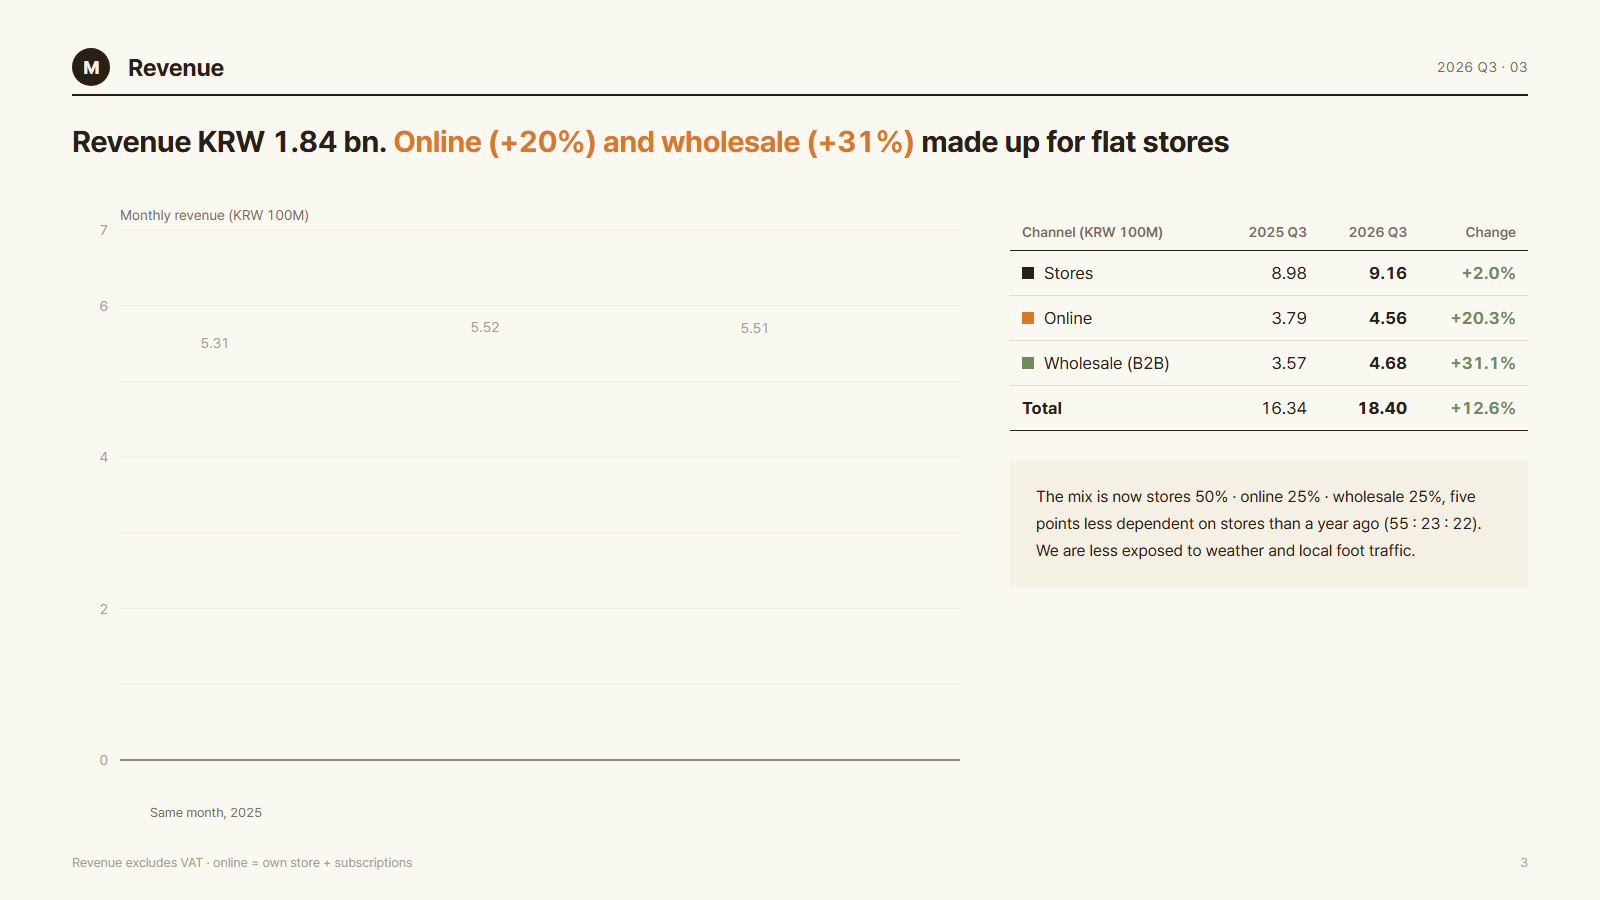 M Revenue
2026 Q3 · 03
Revenue KRW 1.84 bn. Online (+20%) and wholesale (+31%) made up for flat stores
Monthly revenue (KRW 100M)
7
6
4
2
0
5.31
5.52
5.51
Same month, 2025
Channel (KRW 100M) 2025 Q3 2026 Q3 Change
Stores 8.98 9.16 +2.0%
Online 3.79 4.56 +20.3%
Wholesale (B2B) 3.57 4.68 +31.1%
Total 16.34 18.40 +12.6%
The mix is now stores 50% · online 25% · wholesale 25%, five
points less dependent on stores than a year ago (55 : 23 : 22).
We are less exposed to weather and local foot traffic.
Revenue excludes VAT · online = own store + subscriptions
3